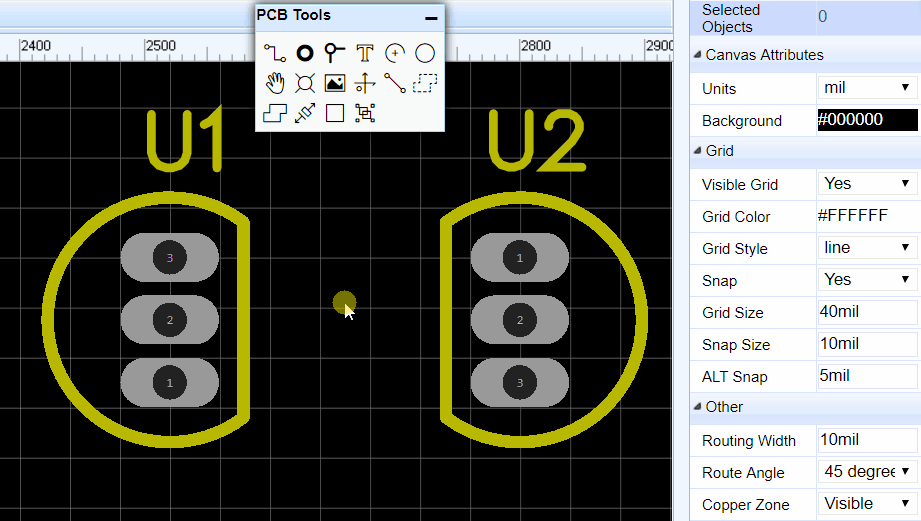 PCB Tools
2400
2500
2800
2900
U1
U2
3
2
1
1
2
3
Selected Objects
0
Canvas Attributes
Units
mil
Background
#000000
Grid
Visible Grid
Yes
Grid Color
#FFFFFF
Grid Style
line
Snap
Yes
Grid Size
40mil
Snap Size
10mil
ALT Snap
5mil
Other
Routing Width
10mil
Route Angle
45 degree
Copper Zone
Visible